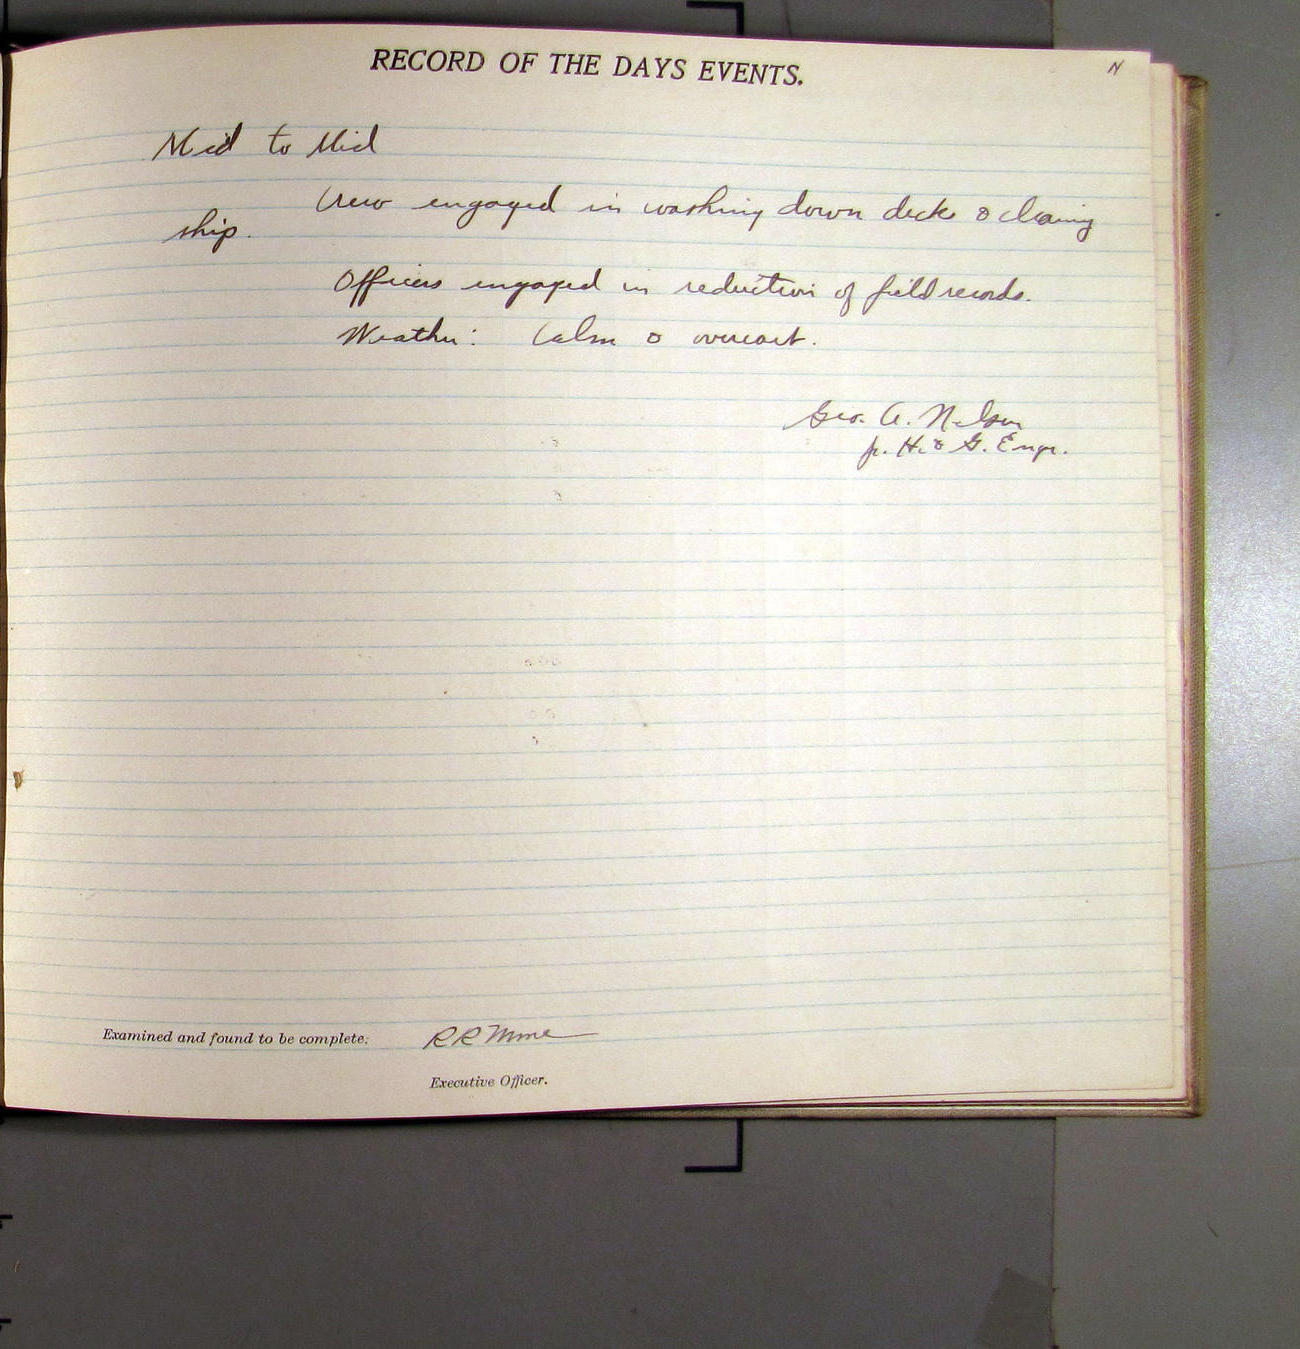 RECORD OF THE DAYS EVENTS.
N
Mid to Mid
Crew engaged in washing down decks & cleaning
ship.
Officers engaged in reduction of field records.
Weather: Calm & overcast.
Geo. A. Nelson
jr. H. & G. Engr.
Examined and found to be complete.
R R
Executive Officer.